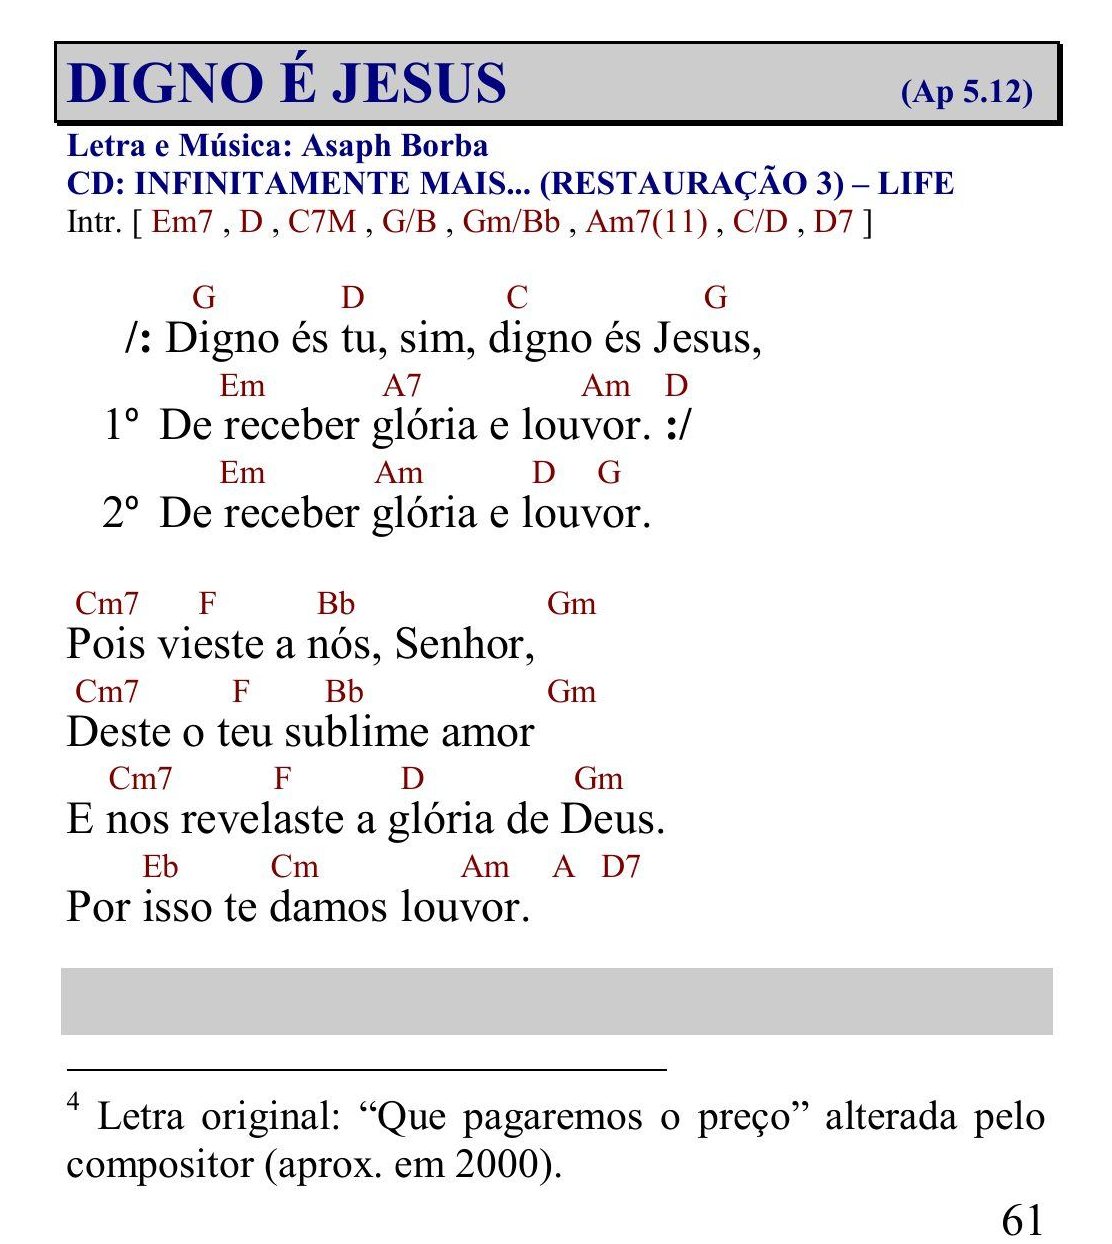 DIGNO É JESUS (Ap 5.12)
Letra e Música: Asaph Borba
CD: INFINITAMENTE MAIS... (RESTAURAÇÃO 3) – LIFE
Intr. [ Em7 , D , C7M , G/B , Gm/Bb , Am7(11) , C/D , D7 ]
G D C G
/: Digno és tu, sim, digno és Jesus,
Em A7 Am D
1º De receber glória e louvor. :/
Em Am D G
2º De receber glória e louvor.
Cm7 F Bb Gm
Pois vieste a nós, Senhor,
Cm7 F Bb Gm
Deste o teu sublime amor
Cm7 F D Gm
E nos revelaste a glória de Deus.
Eb Cm Am A D7
Por isso te damos louvor.
4 Letra original: “Que pagaremos o preço” alterada pelo
compositor (aprox. em 2000).
61